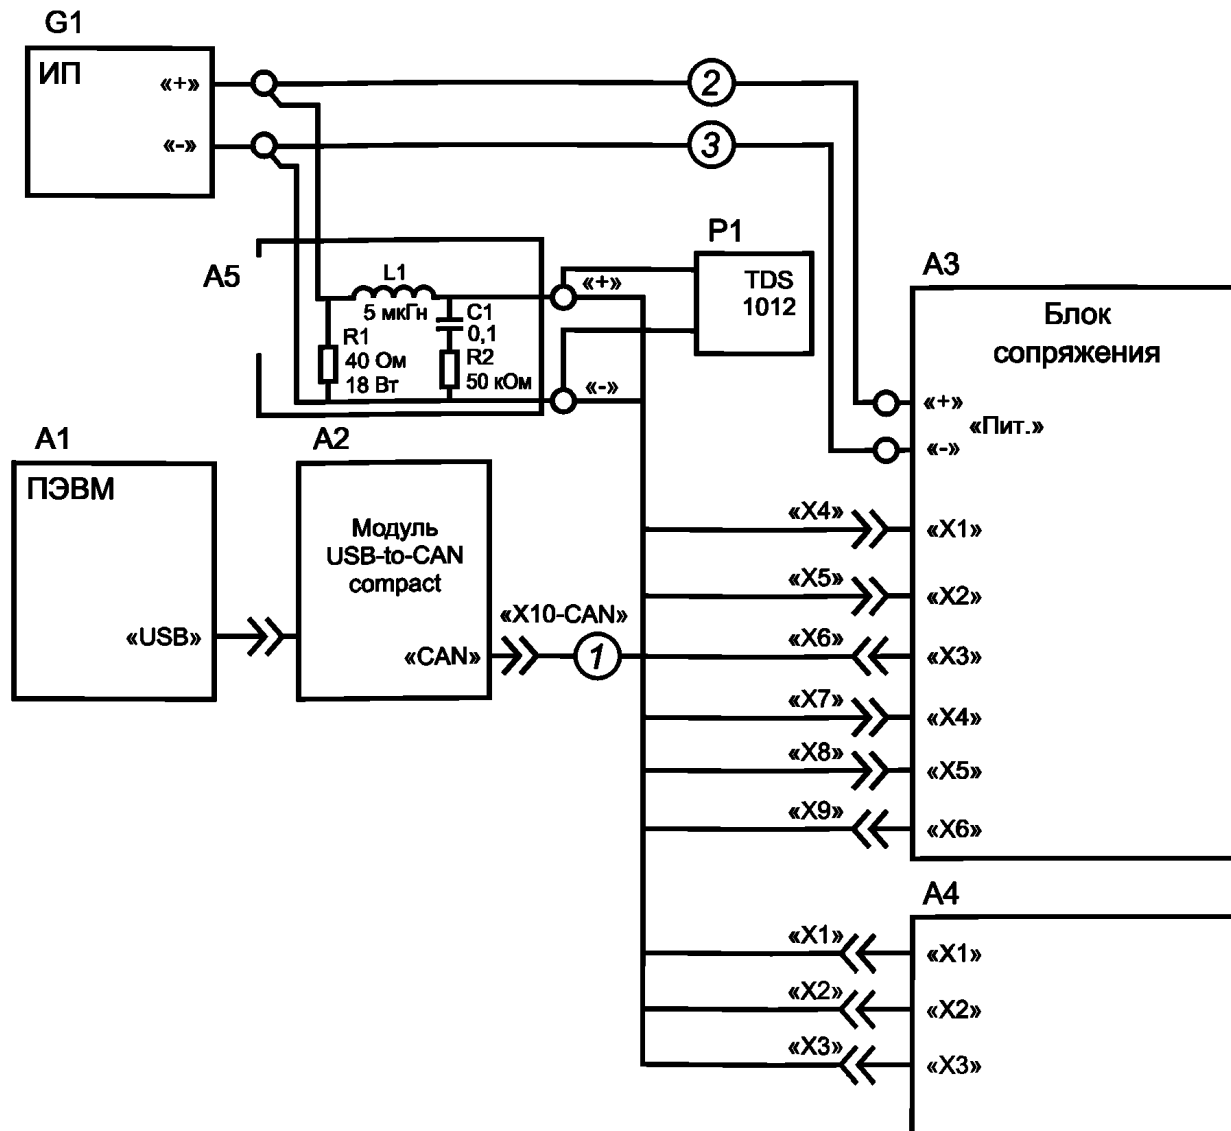 G1
ИП
«+»
«-»
2
3
A5
L1
5 мкГн
R1
40 Ом
18 Вт
C1
0,1
R2
50 кОм
«+»
«-»
P1
TDS
1012
A3
Блок
сопряжения
«+»
«Пит.»
«-»
A1
ПЭВМ
«USB»
A2
Модуль
USB-to-CAN
compact
«CAN»
«X10-CAN»
1
«X4»
«X1»
«X5»
«X2»
«X6»
«X3»
«X7»
«X4»
«X8»
«X5»
«X9»
«X6»
A4
«X1»
«X1»
«X2»
«X2»
«X3»
«X3»